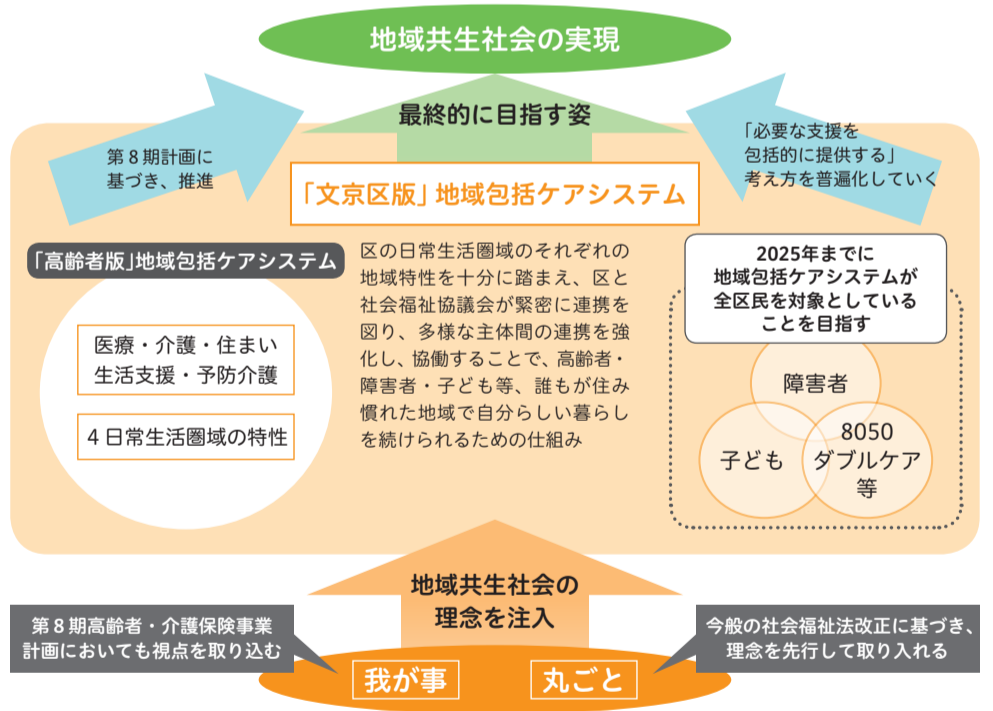 地域共生社会の実現
最終的に目指す姿
第8期計画に
基づき、推進
「必要な支援を
包括的に提供する」
考え方を普遍化していく
「文京区版」地域包括ケアシステム
「高齢者版」地域包括ケアシステム
医療・介護・住まい
生活支援・予防介護
4日常生活圏域の特性
区の日常生活圏域のそれぞれの
地域特性を十分に踏まえ、区と
社会福祉協議会が緊密に連携を
図り、多様な主体間の連携を強
化し、協働することで、高齢者・
障害者・子ども等、誰もが住み
慣れた地域で自分らしい暮らし
を続けられるための仕組み
2025年までに
地域包括ケアシステムが
全区民を対象としている
ことを目指す
障害者
子ども
8050
ダブルケア
等
地域共生社会の
理念を注入
第8期高齢者・介護保険事業
計画においても視点を取り込む
今般の社会福祉法改正に基づき、
理念を先行して取り入れる
我が事
丸ごと